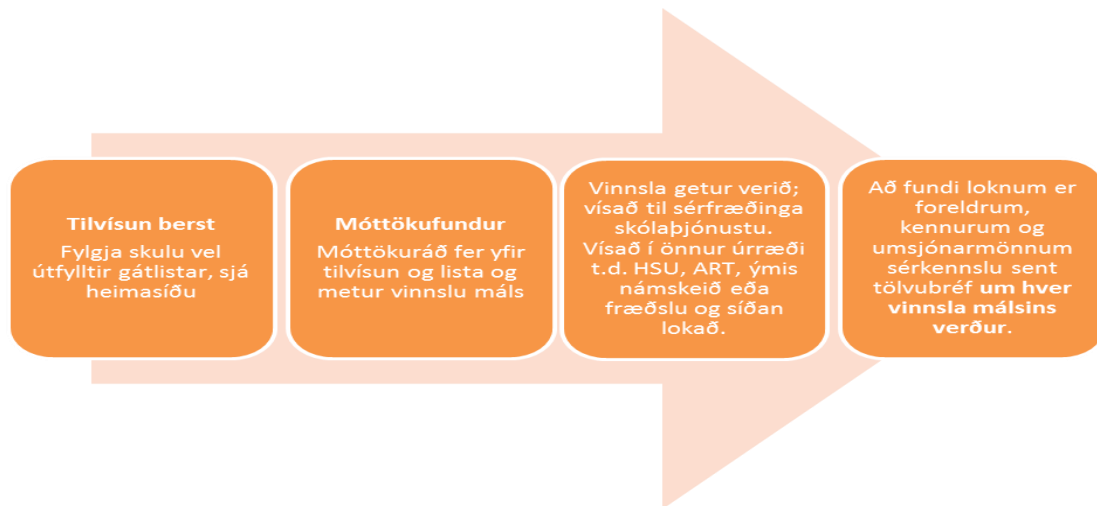 Tilvísun berst
Fylgja skulu vel
útfylltir gátlistar, sjá
heimasíðu
Móttökufundur
Móttökuráð fer yfir
tilvísun og lista og
metur vinnslu máls
Vinnsla getur verið;
vísað til sérfræðinga
skólaþjónustu.
Vísað í önnur úrræði
t.d. HSU, ART, ýmis
námskeið eða
fræðslu og síðan
lokað.
Að fundi loknum er
foreldrum,
kennurum og
umsjónarmönnum
sérkennslu sent
tölvubréf um hver
vinnsla málsins
verður.